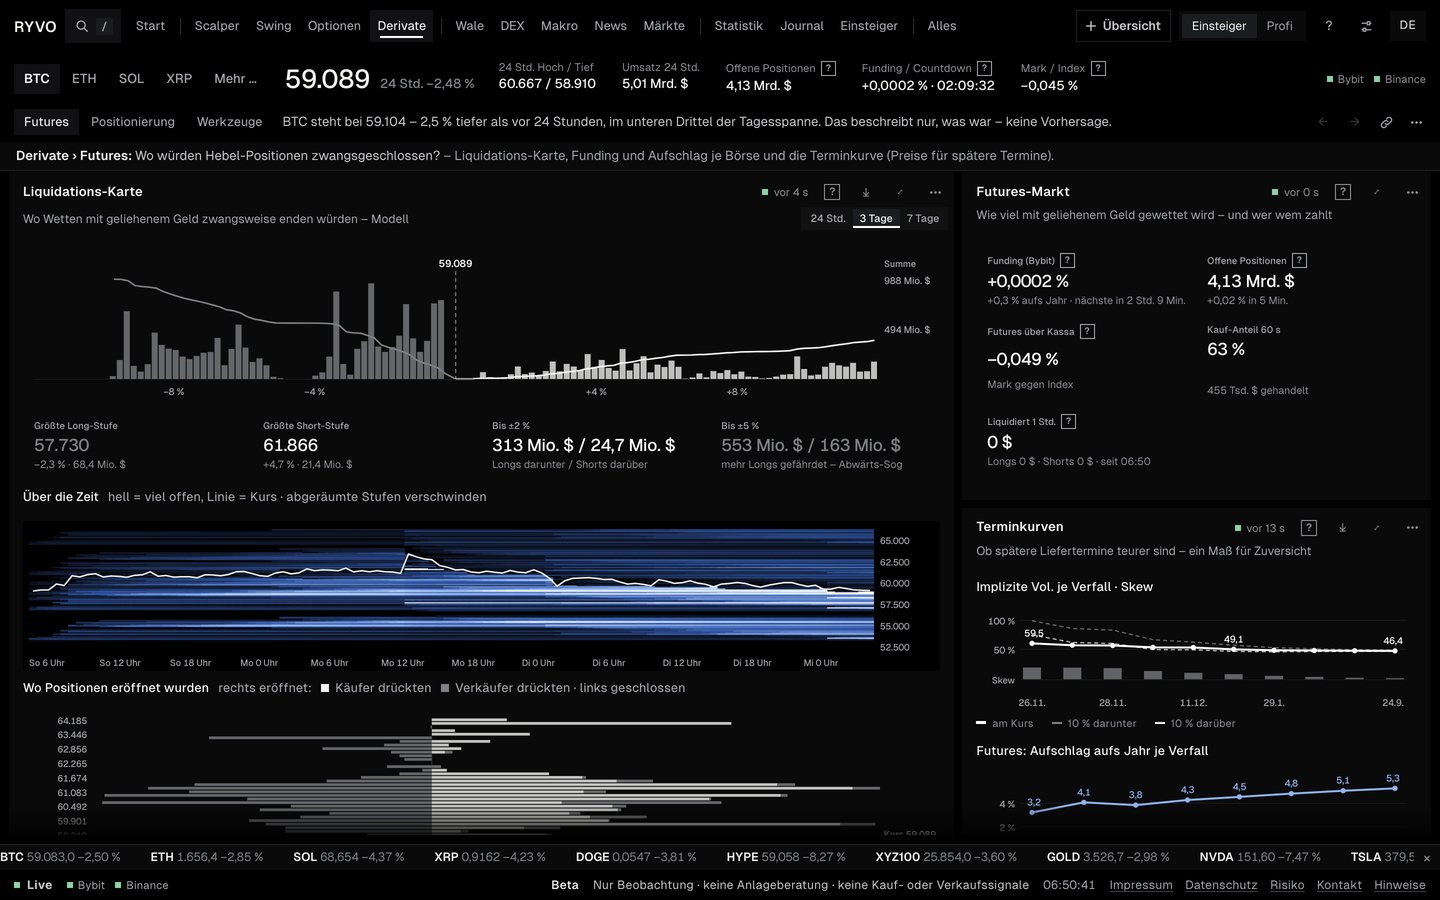 RYVO / Start Scalper Swing Optionen Derivate Wale DEX Makro News Märkte Statistik Journal Einsteiger Alles + Übersicht Einsteiger Profi ? DE
BTC ETH SOL XRP Mehr ... 59.089 24 Std. −2,48 %
24 Std. Hoch / Tief Umsatz 24 Std. Offene Positionen ? Funding / Countdown ? Mark / Index ?
60.667 / 58.910 5,01 Mrd. $ 4,13 Mrd. $ +0,0002 % · 02:09:32 −0,045 %
Bybit Binance
Futures Positionierung Werkzeuge BTC steht bei 59.104 – 2,5 % tiefer als vor 24 Stunden, im unteren Drittel der Tagesspanne. Das beschreibt nur, was war – keine Vorhersage.
Derivate › Futures: Wo würden Hebel-Positionen zwangsgeschlossen? – Liquidations-Karte, Funding und Aufschlag je Börse und die Terminkurve (Preise für spätere Termine).
Liquidations-Karte vor 4 s ?
Wo Wetten mit geliehenem Geld zwangsweise enden würden – Modell
24 Std. 3 Tage 7 Tage
59.089
Summe
988 Mio. $
494 Mio. $
−8 % −4 % +4 % +8 %
Größte Long-Stufe Größte Short-Stufe Bis ±2 % Bis ±5 %
57.730 61.866 313 Mio. $ / 24,7 Mio. $ 553 Mio. $ / 163 Mio. $
−2,3 % · 68,4 Mio. $ +4,7 % · 21,4 Mio. $ Longs darunter / Shorts darüber mehr Longs gefährdet – Abwärts-Sog
Über die Zeit hell = viel offen, Linie = Kurs · abgeräumte Stufen verschwinden
65.000
62.500
60.000
57.500
55.000
52.500
So 6 Uhr So 12 Uhr So 18 Uhr Mo 0 Uhr Mo 6 Uhr Mo 12 Uhr Mo 18 Uhr Di 0 Uhr Di 6 Uhr Di 12 Uhr Di 18 Uhr Mi 0 Uhr
Wo Positionen eröffnet wurden rechts eröffnet: Käufer drückten Verkäufer drückten · links geschlossen
64.185
63.446
62.856
62.265
61.674
61.083
60.492
59.901
Kurs 59.089
Futures-Markt vor 0 s ?
Wie viel mit geliehenem Geld gewettet wird – und wer wem zahlt
Funding (Bybit) ? Offene Positionen ?
+0,0002 % 4,13 Mrd. $
+0,3 % aufs Jahr · nächste in 2 Std. 9 Min. +0,02 % in 5 Min.
Futures über Kassa ? Kauf-Anteil 60 s
−0,049 % 63 %
Mark gegen Index 455 Tsd. $ gehandelt
Liquidiert 1 Std. ?
0 $
Longs 0 $ · Shorts 0 $ · seit 06:50
Terminkurven vor 13 s ?
Ob spätere Liefertermine teurer sind – ein Maß für Zuversicht
Implizite Vol. je Verfall · Skew
100 %
59,5 49,1 46,4
50 %
Skew
26.11. 28.11. 11.12. 29.1. 24.9.
am Kurs 10 % darunter 10 % darüber
Futures: Aufschlag aufs Jahr je Verfall
3,2 4,1 3,8 4,3 4,5 4,8 5,1 5,3
4 %
2 %
BTC 59.083,0 −2,50 % ETH 1.656,4 −2,85 % SOL 68,654 −4,37 % XRP 0,9162 −4,23 % DOGE 0,0547 −3,81 % HYPE 59,058 −8,27 % XYZ100 25.854,0 −3,60 % GOLD 3.526,7 −2,98 % NVDA 151,60 −7,47 % TSLA 379,5 ×
Live Bybit Binance Beta Nur Beobachtung · keine Anlageberatung · keine Kauf- oder Verkaufssignale 06:50:41 Impressum Datenschutz Risiko Kontakt Hinweise